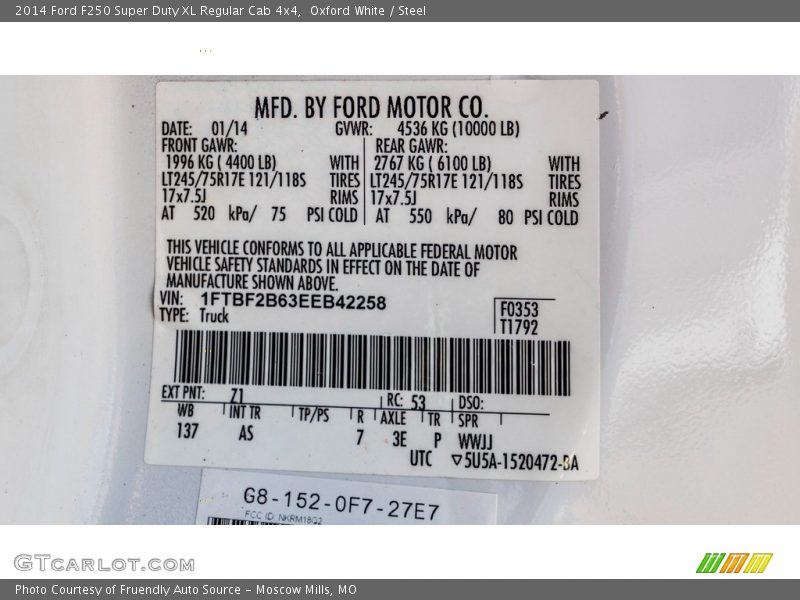 2014 Ford F250 Super Duty XL Regular Cab 4x4, Oxford White / Steel
MFD. BY FORD MOTOR CO.
DATE: 01/14 GVWR: 4536 KG (10000 LB)
FRONT GAWR: REAR GAWR:
1996 KG ( 4400 LB) WITH 2767 KG ( 6100 LB) WITH
LT245/75R17E 121/118S TIRES LT245/75R17E 121/118S TIRES
17x7.5J RIMS 17x7.5J RIMS
AT 520 kPa/ 75 PSI COLD AT 550 kPa/ 80 PSI COLD
THIS VEHICLE CONFORMS TO ALL APPLICABLE FEDERAL MOTOR
VEHICLE SAFETY STANDARDS IN EFFECT ON THE DATE OF
MANUFACTURE SHOWN ABOVE.
VIN: 1FTBF2B63EEB42258
TYPE: Truck
F0353
T1792
EXT PNT: Z1 RC: 53 DSO:
WB INT TR TP/PS R AXLE TR SPR
137 AS 7 3E P WWJJ
UTC ▽5U5A-1520472-BA
G8-152-0F7-27E7
FCC ID: NKRM18G2
GTCARLOT.COM
Photo Courtesy of Fruendly Auto Source - Moscow Mills, MO